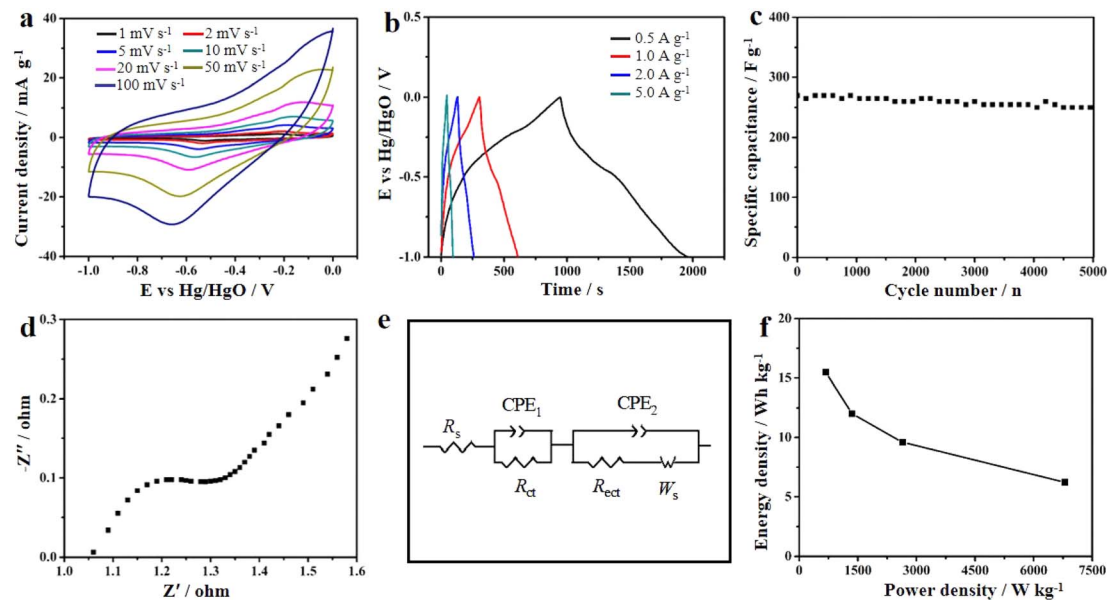 a
Current density / mA g-1
40
20
0
-20
-40
1 mV s-1 2 mV s-1
5 mV s-1 10 mV s-1
20 mV s-1 50 mV s-1
100 mV s-1
-1.0 -0.8 -0.6 -0.4 -0.2 0.0
E vs Hg/HgO / V
b
E vs Hg/HgO / V
0.5
0.0
-0.5
-1.0
0.5 A g-1
1.0 A g-1
2.0 A g-1
5.0 A g-1
0 500 1000 1500 2000
Time / s
c
Specific capacitance / F g-1
400
300
200
100
0
0 1000 2000 3000 4000 5000
Cycle number / n
d
-Z″ / ohm
0.3
0.2
0.1
0.0
1.0 1.1 1.2 1.3 1.4 1.5 1.6
Z′ / ohm
e
Rs
CPE1
Rct
CPE2
Rect
Ws
f
Energy density / Wh kg-1
20
15
10
5
0
0 1500 3000 4500 6000 7500
Power density / W kg-1